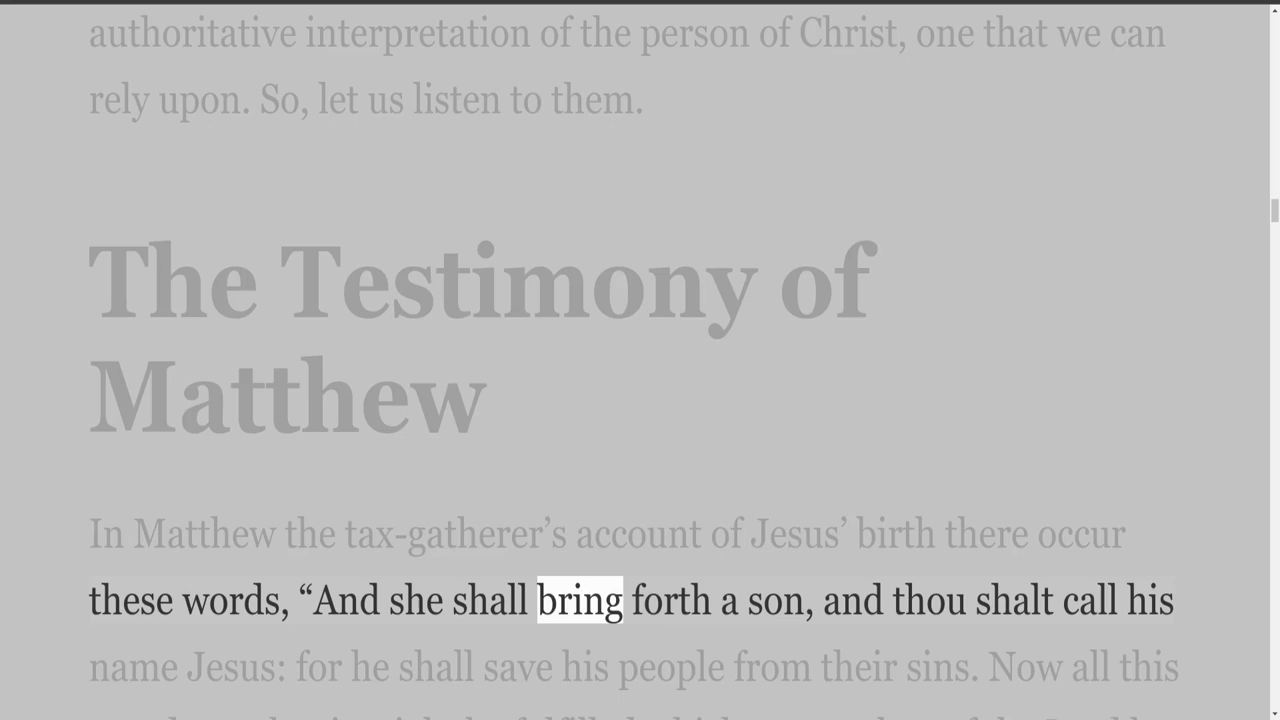 authoritative interpretation of the person of Christ, one that we can
rely upon. So, let us listen to them.
The Testimony of
Matthew
In Matthew the tax-gatherer’s account of Jesus’ birth there occur
these words, “And she shall bring forth a son, and thou shalt call his
name Jesus: for he shall save his people from their sins. Now all this